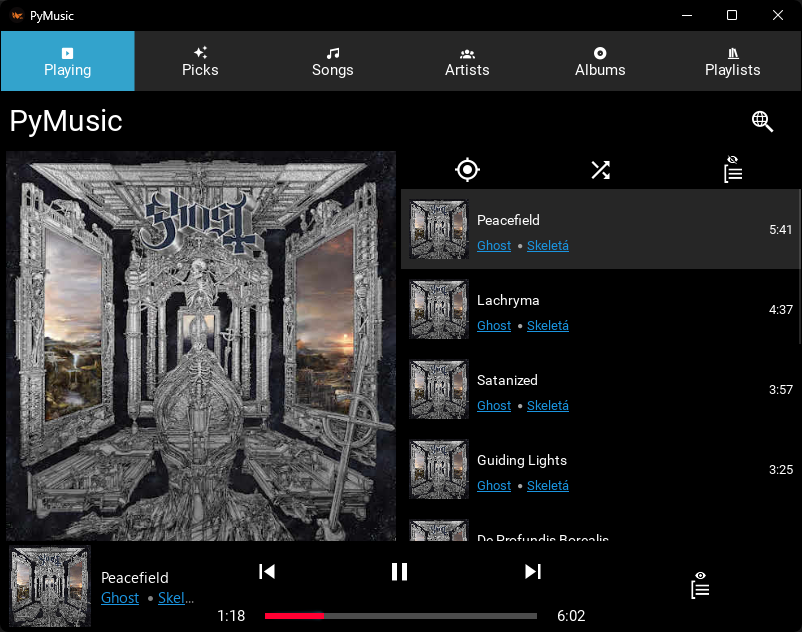 PyMusic
Playing
Picks
Songs
Artists
Albums
Playlists
PyMusic
Ghost
Peacefield
Ghost • Skeletá
5:41
Lachryma
Ghost • Skeletá
4:37
Satanized
Ghost • Skeletá
3:57
Guiding Lights
Ghost • Skeletá
3:25
De Profundis Borealis
Peacefield
Ghost • Skel...
1:18
6:02